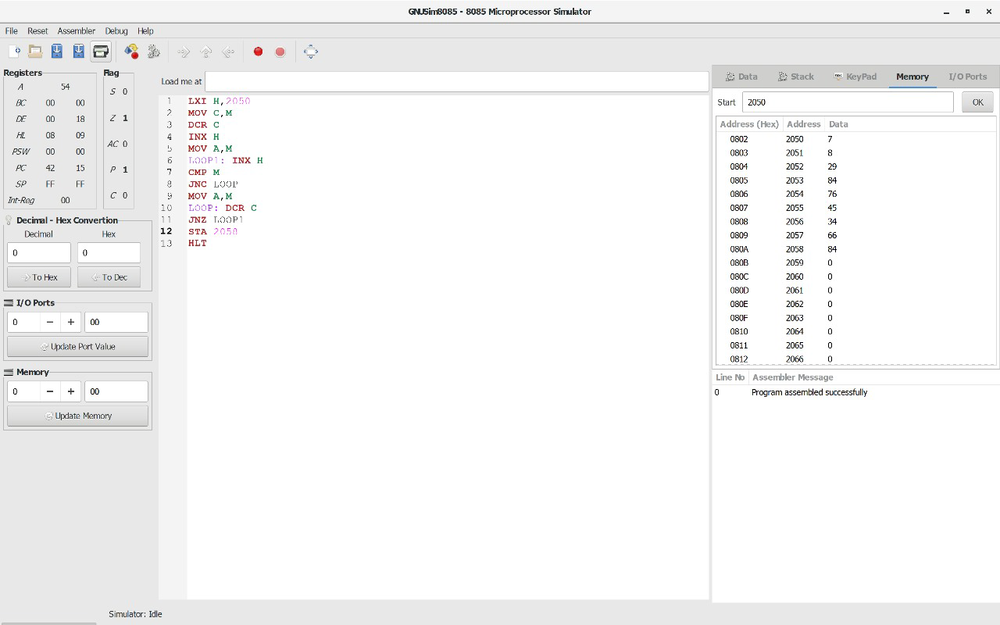 GNUSim8085 - 8085 Microprocessor Simulator
File Reset Assembler Debug Help
Registers
A 54
BC 00 00
DE 00 18
HL 08 09
PSW 00 00
PC 42 15
SP FF FF
Int-Reg 00
Flag
S 0
Z 1
AC 0
P 1
C 0
Decimal - Hex Convertion
Decimal Hex
0 0
To Hex To Dec
I/O Ports
0 − + 00
Update Port Value
Memory
0 − + 00
Update Memory
Load me at
1 LXI H,2050
2 MOV C,M
3 DCR C
4 INX H
5 MOV A,M
6 LOOP1: INX H
7 CMP M
8 JNC LOOP
9 MOV A,M
10 LOOP: DCR C
11 JNZ LOOP1
12 STA 2058
13 HLT
Data Stack KeyPad Memory I/O Ports
Start 2050 OK
Address (Hex) Address Data
0802 2050 7
0803 2051 8
0804 2052 29
0805 2053 84
0806 2054 76
0807 2055 45
0808 2056 34
0809 2057 66
080A 2058 84
080B 2059 0
080C 2060 0
080D 2061 0
080E 2062 0
080F 2063 0
0810 2064 0
0811 2065 0
0812 2066 0
Line No Assembler Message
0 Program assembled successfully
Simulator: Idle